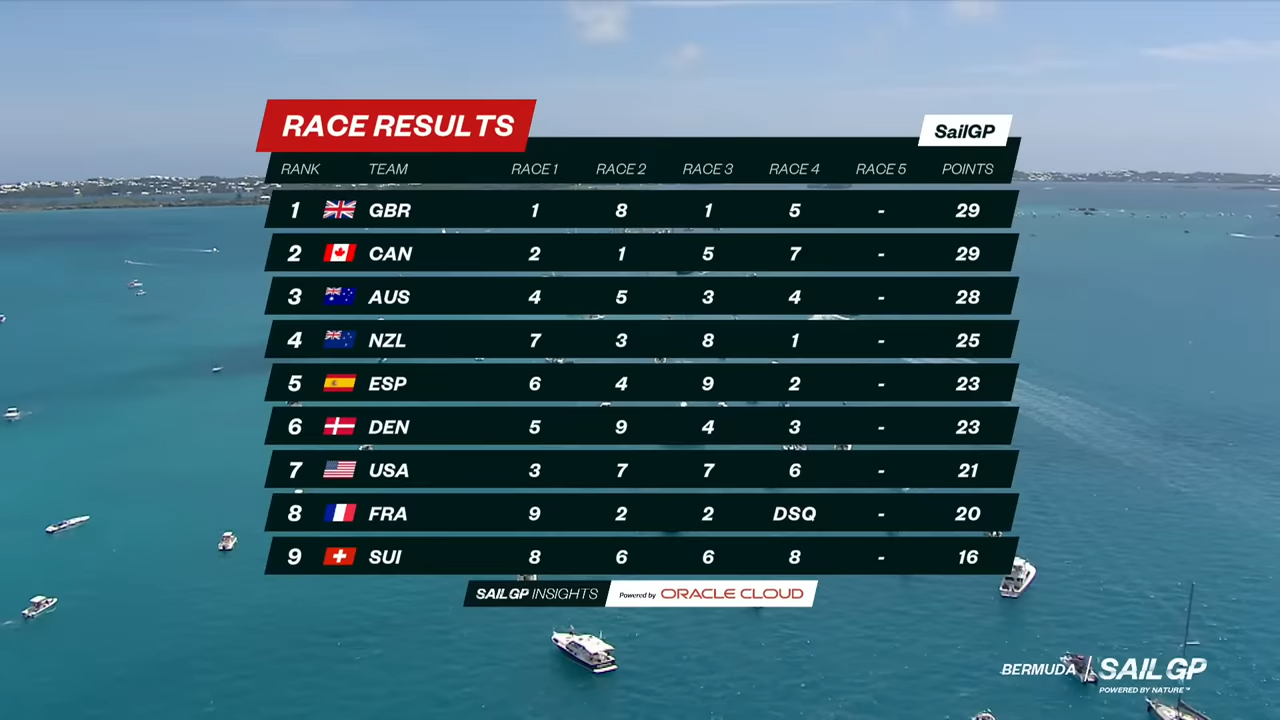 RACE RESULTS
SailGP
RANK TEAM RACE 1 RACE 2 RACE 3 RACE 4 RACE 5 POINTS
1 GBR 1 8 1 5 - 29
2 CAN 2 1 5 7 - 29
3 AUS 4 5 3 4 - 28
4 NZL 7 3 8 1 - 25
5 ESP 6 4 9 2 - 23
6 DEN 5 9 4 3 - 23
7 USA 3 7 7 6 - 21
8 FRA 9 2 2 DSQ - 20
9 SUI 8 6 6 8 - 16
SAIL GP INSIGHTS Powered by ORACLE CLOUD
BERMUDA SAIL GP
POWERED BY NATURE™